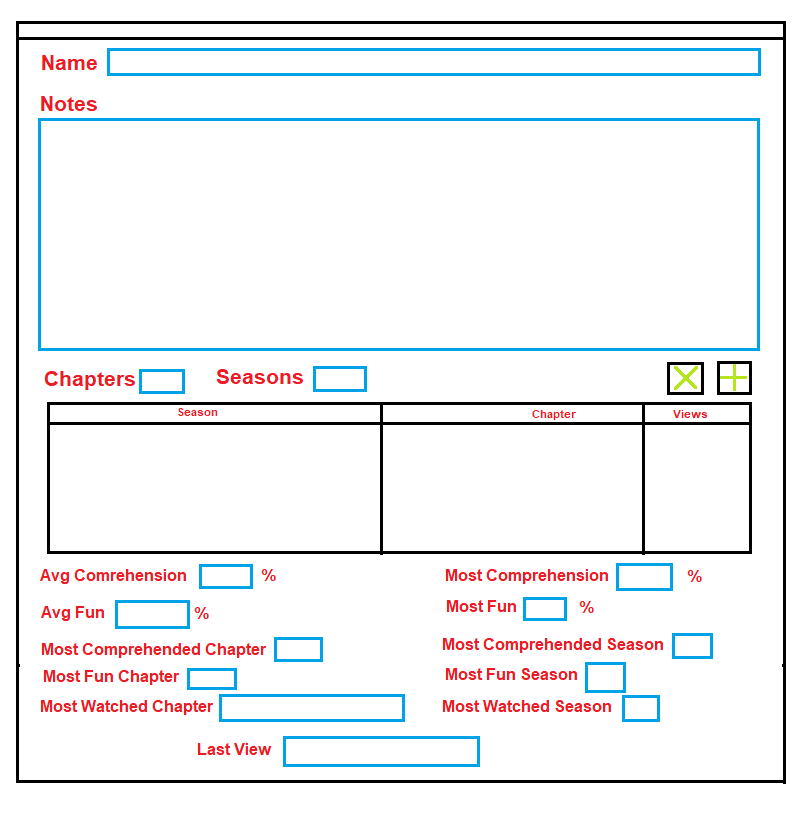 Name
Notes
Chapters Seasons
Season Chapter Views
Avg Comrehension % Most Comprehension %
Avg Fun % Most Fun %
Most Comprehended Chapter Most Comprehended Season
Most Fun Chapter Most Fun Season
Most Watched Chapter Most Watched Season
Last View